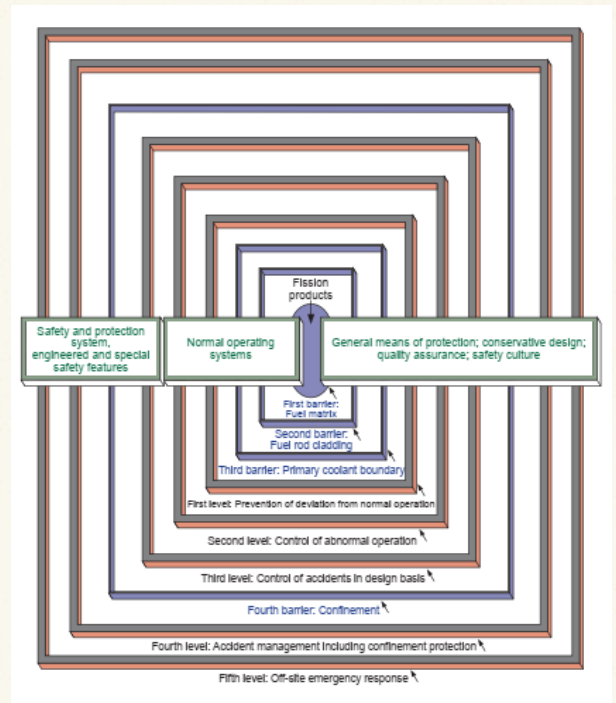 Fission
products
Safety and protection
system,
engineered and special
safety features
Normal operating
systems
General means of protection; conservative design;
quality assurance; safety culture
First barrier:
Fuel matrix
Second barrier:
Fuel rod cladding
Third barrier: Primary coolant boundary
First level: Prevention of deviation from normal operation
Second level: Control of abnormal operation
Third level: Control of accidents in design basis
Fourth barrier: Confinement
Fourth level: Accident management including confinement protection
Fifth level: Off-site emergency response